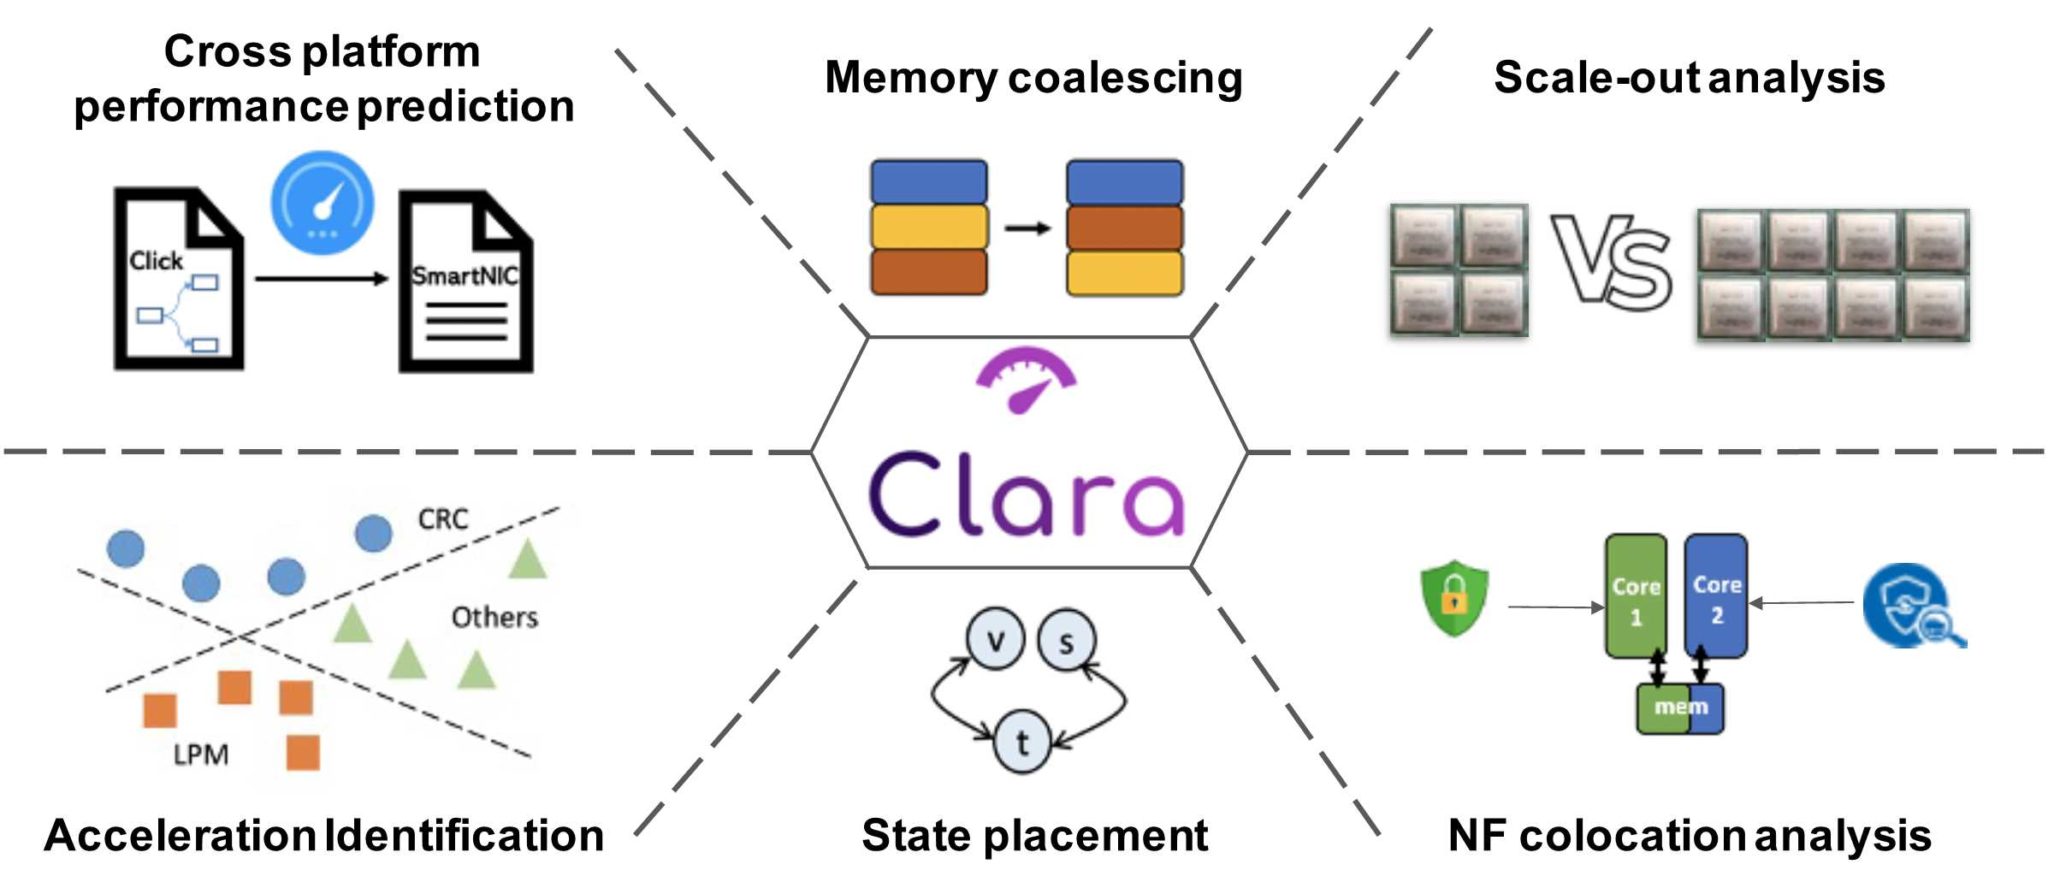 Cross platform
performance prediction
Click
SmartNIC
Memory coalescing
Scale-out analysis
VS
Clara
CRC
Others
LPM
Acceleration Identification
v
s
t
State placement
Core
1
Core
2
mem
NF colocation analysis